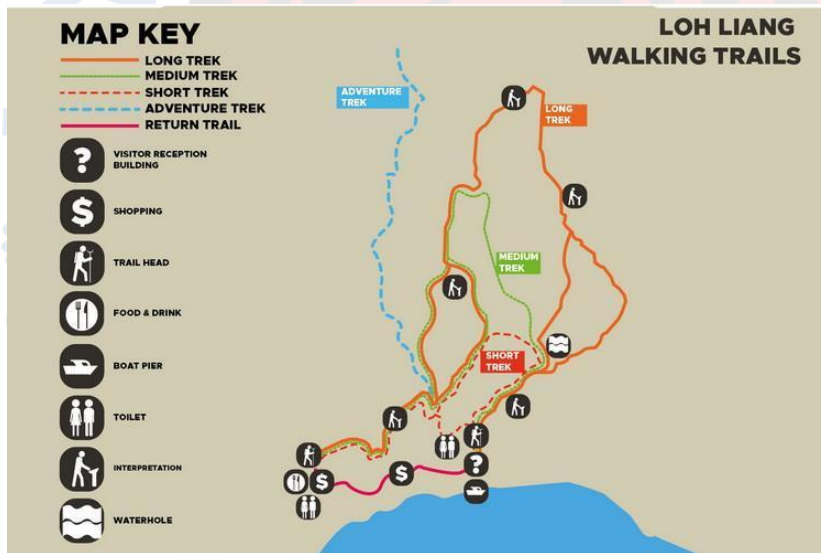 MAP KEY
LONG TREK
MEDIUM TREK
SHORT TREK
ADVENTURE TREK
RETURN TRAIL
?
VISITOR RECEPTION
BUILDING
$
SHOPPING
TRAIL HEAD
FOOD & DRINK
BOAT PIER
TOILET
INTERPRETATION
WATERHOLE
LOH LIANG
WALKING TRAILS
ADVENTURE
TREK
LONG
TREK
MEDIUM
TREK
SHORT
TREK
?
$
$